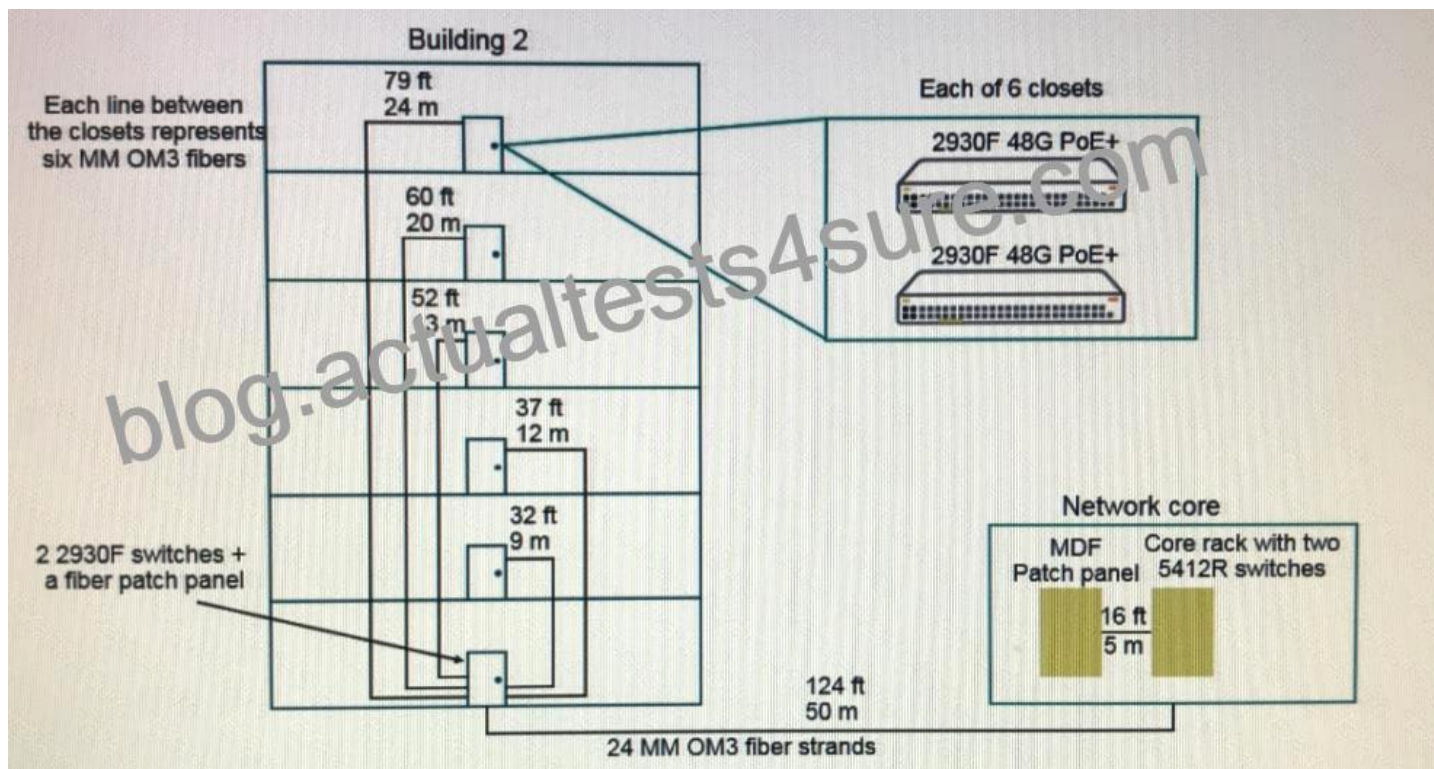 Building 2
Each line between
the closets represents
six MM OM3 fibers
79 ft
24 m
60 ft
20 m
52 ft
3 m
37 ft
12 m
32 ft
9 m
2 2930F switches +
a fiber patch panel
Each of 6 closets
2930F 48G PoE+
2930F 48G PoE+
Network core
MDF
Patch panel
Core rack with two
5412R switches
16 ft
5 m
124 ft
50 m
24 MM OM3 fiber strands
blog.actualtests4sure.com